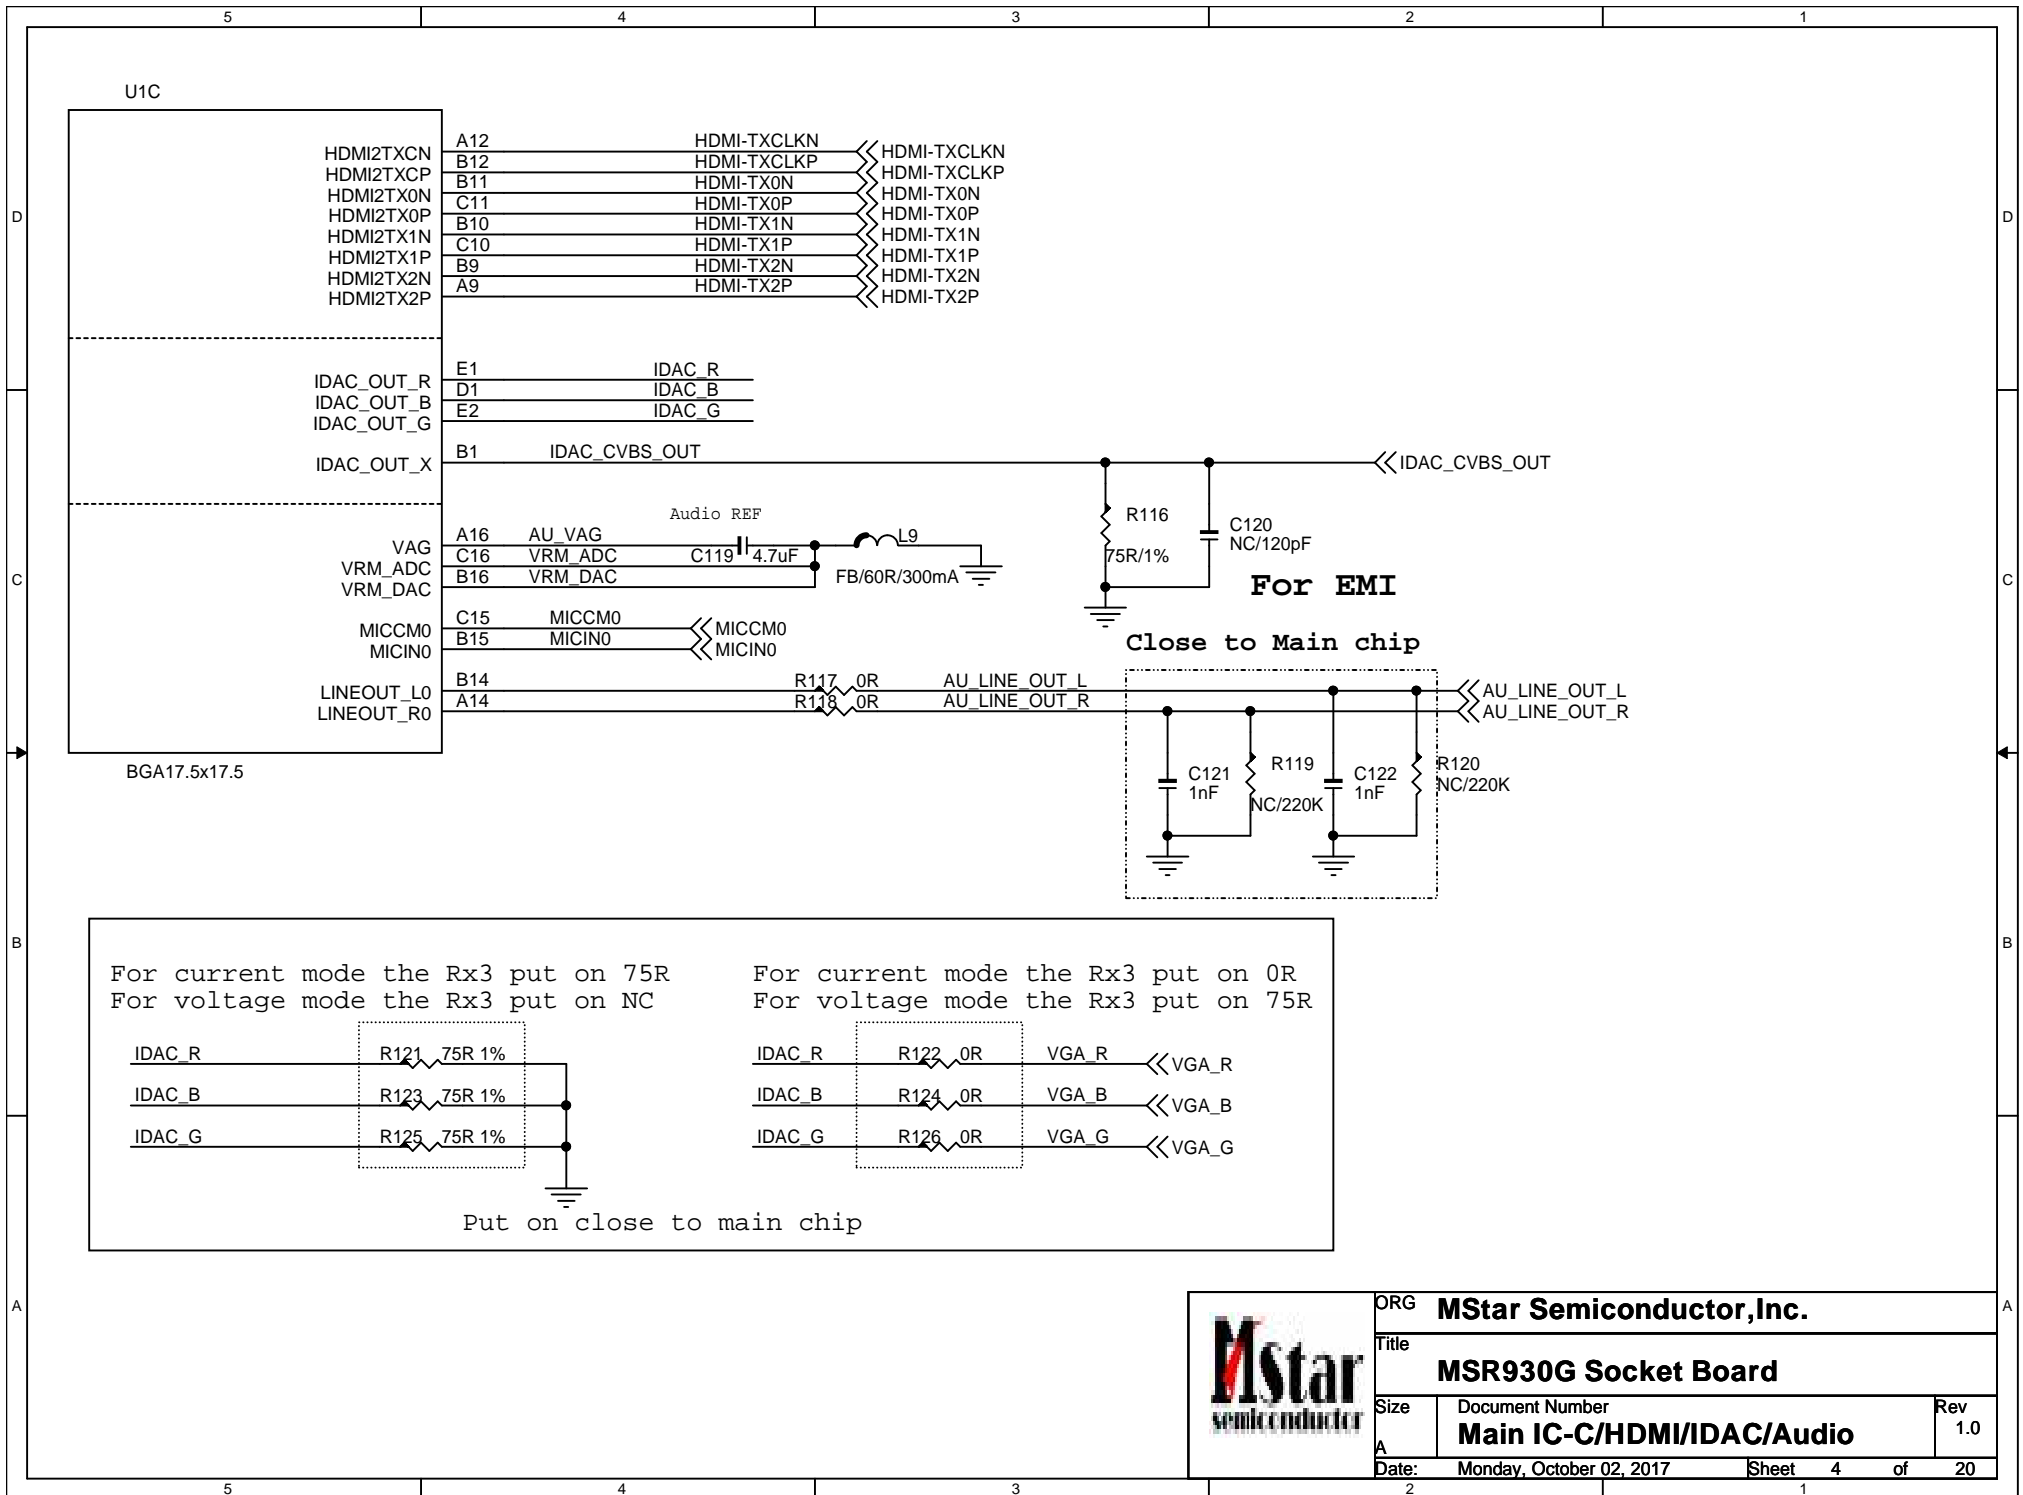 5 4 3 2 1
U1C
HDMI2TXCN A12 HDMI-TXCLKN HDMI-TXCLKN
HDMI2TXCP B12 HDMI-TXCLKP HDMI-TXCLKP
HDMI2TX0N B11 HDMI-TX0N HDMI-TX0N
HDMI2TX0P C11 HDMI-TX0P HDMI-TX0P
HDMI2TX1N B10 HDMI-TX1N HDMI-TX1N
HDMI2TX1P C10 HDMI-TX1P HDMI-TX1P
HDMI2TX2N B9 HDMI-TX2N HDMI-TX2N
HDMI2TX2P A9 HDMI-TX2P HDMI-TX2P
D D
IDAC_OUT_R E1 IDAC_R
IDAC_OUT_B D1 IDAC_B
IDAC_OUT_G E2 IDAC_G
IDAC_OUT_X B1 IDAC_CVBS_OUT IDAC_CVBS_OUT
Audio REF
VAG A16 AU_VAG C119 4.7uF L9
VRM_ADC C16 VRM_ADC
VRM_DAC B16 VRM_DAC FB/60R/300mA
R116
75R/1%
C120
NC/120pF
C C
For EMI
MICCM0 C15 MICCM0 MICCM0
MICIN0 B15 MICIN0 MICIN0
Close to Main chip
LINEOUT_L0 B14 R117 0R AU_LINE_OUT_L AU_LINE_OUT_L
LINEOUT_R0 A14 R118 0R AU_LINE_OUT_R AU_LINE_OUT_R
BGA17.5x17.5
C121
1nF
R119
NC/220K
C122
1nF
R120
NC/220K
B B
For current mode the Rx3 put on 75R
For voltage mode the Rx3 put on NC
IDAC_R R121 75R 1%
IDAC_B R123 75R 1%
IDAC_G R125 75R 1%
For current mode the Rx3 put on 0R
For voltage mode the Rx3 put on 75R
IDAC_R R122 0R VGA_R VGA_R
IDAC_B R124 0R VGA_B VGA_B
IDAC_G R126 0R VGA_G VGA_G
Put on close to main chip
A A
MStar
semiconductor
ORG MStar Semiconductor,Inc.
Title
MSR930G Socket Board
Size
A
Document Number
Main IC-C/HDMI/IDAC/Audio
Rev
1.0
Date: Monday, October 02, 2017 Sheet 4 of 20
5 4 3 2 1